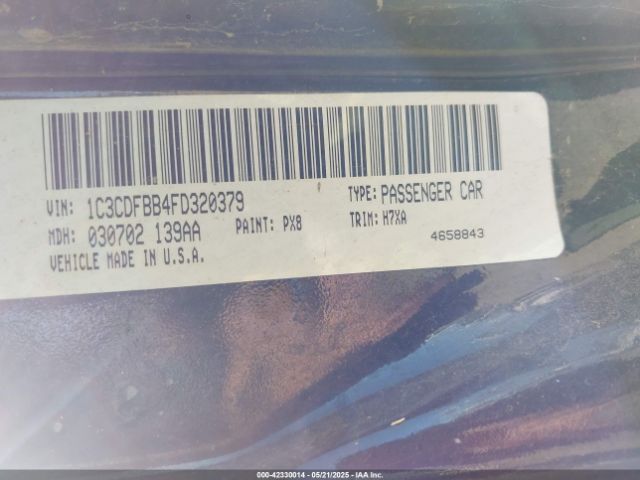 VIN: 1C3CDFBB4FD320379 TYPE: PASSENGER CAR
MDH: 030702 139AA PAINT: PX8 TRIM: H7XA
VEHICLE MADE IN U.S.A. 4658843
000-42330014 - 05/21/2025 - IAA Inc.